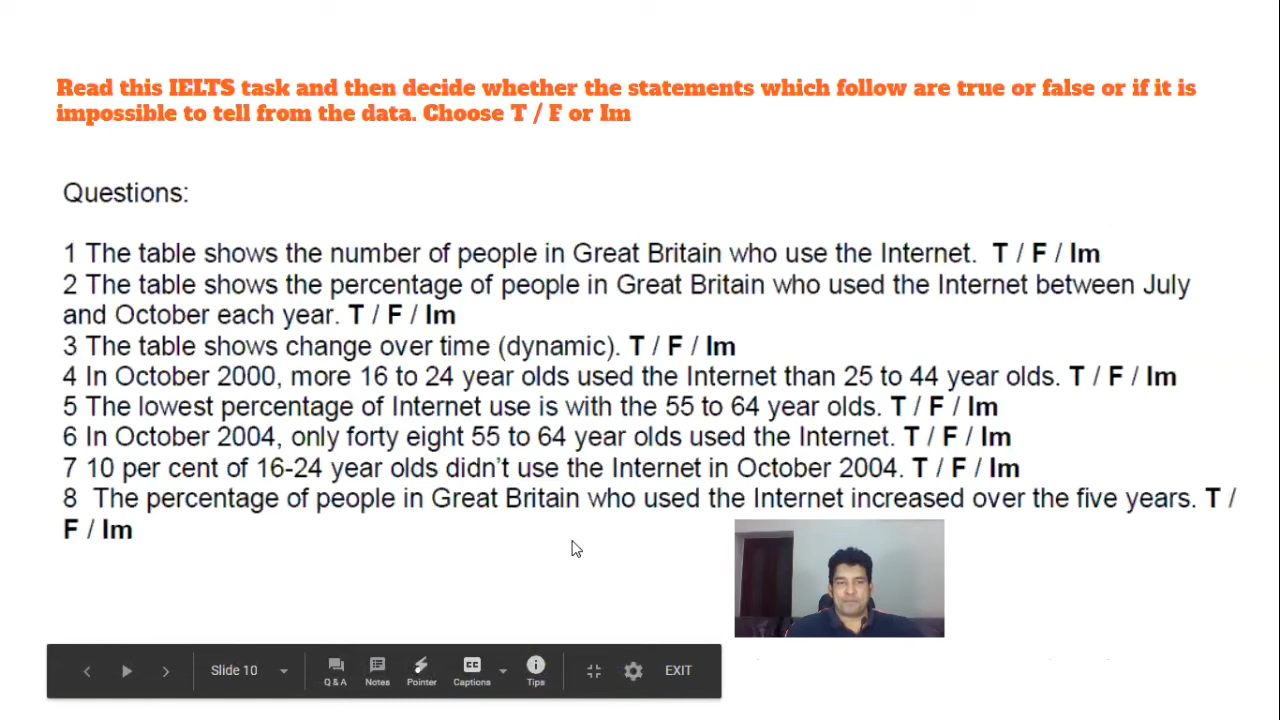 Read this IELTS task and then decide whether the statements which follow are true or false or if it is
impossible to tell from the data. Choose T / F or Im
Questions:
1 The table shows the number of people in Great Britain who use the Internet. T / F / Im
2 The table shows the percentage of people in Great Britain who used the Internet between July
and October each year. T / F / Im
3 The table shows change over time (dynamic). T / F / Im
4 In October 2000, more 16 to 24 year olds used the Internet than 25 to 44 year olds. T / F / Im
5 The lowest percentage of Internet use is with the 55 to 64 year olds. T / F / Im
6 In October 2004, only forty eight 55 to 64 year olds used the Internet. T / F / Im
7 10 per cent of 16-24 year olds didn't use the Internet in October 2004. T / F / Im
8 The percentage of people in Great Britain who used the Internet increased over the five years. T /
F / Im
Slide 10
Q & A
Notes
Pointer
CC
Captions
Tips
EXIT